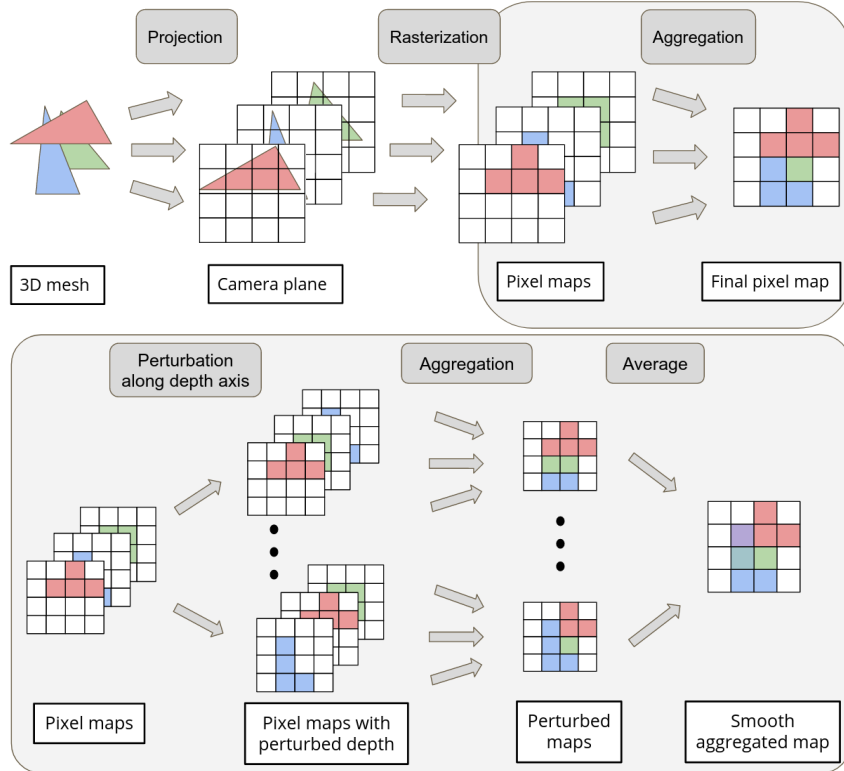 Projection
Rasterization
Aggregation
3D mesh
Camera plane
Pixel maps
Final pixel map
Perturbation
along depth axis
Aggregation
Average
Pixel maps
Pixel maps with
perturbed depth
Perturbed
maps
Smooth
aggregated map